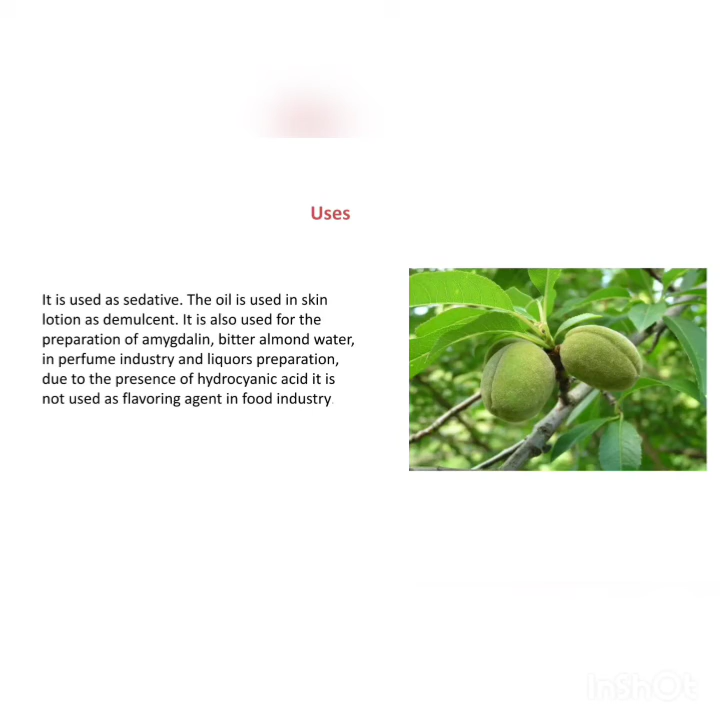 Uses
It is used as sedative. The oil is used in skin
lotion as demulcent. It is also used for the
preparation of amygdalin, bitter almond water,
in perfume industry and liquors preparation,
due to the presence of hydrocyanic acid it is
not used as flavoring agent in food industry.
InShOt